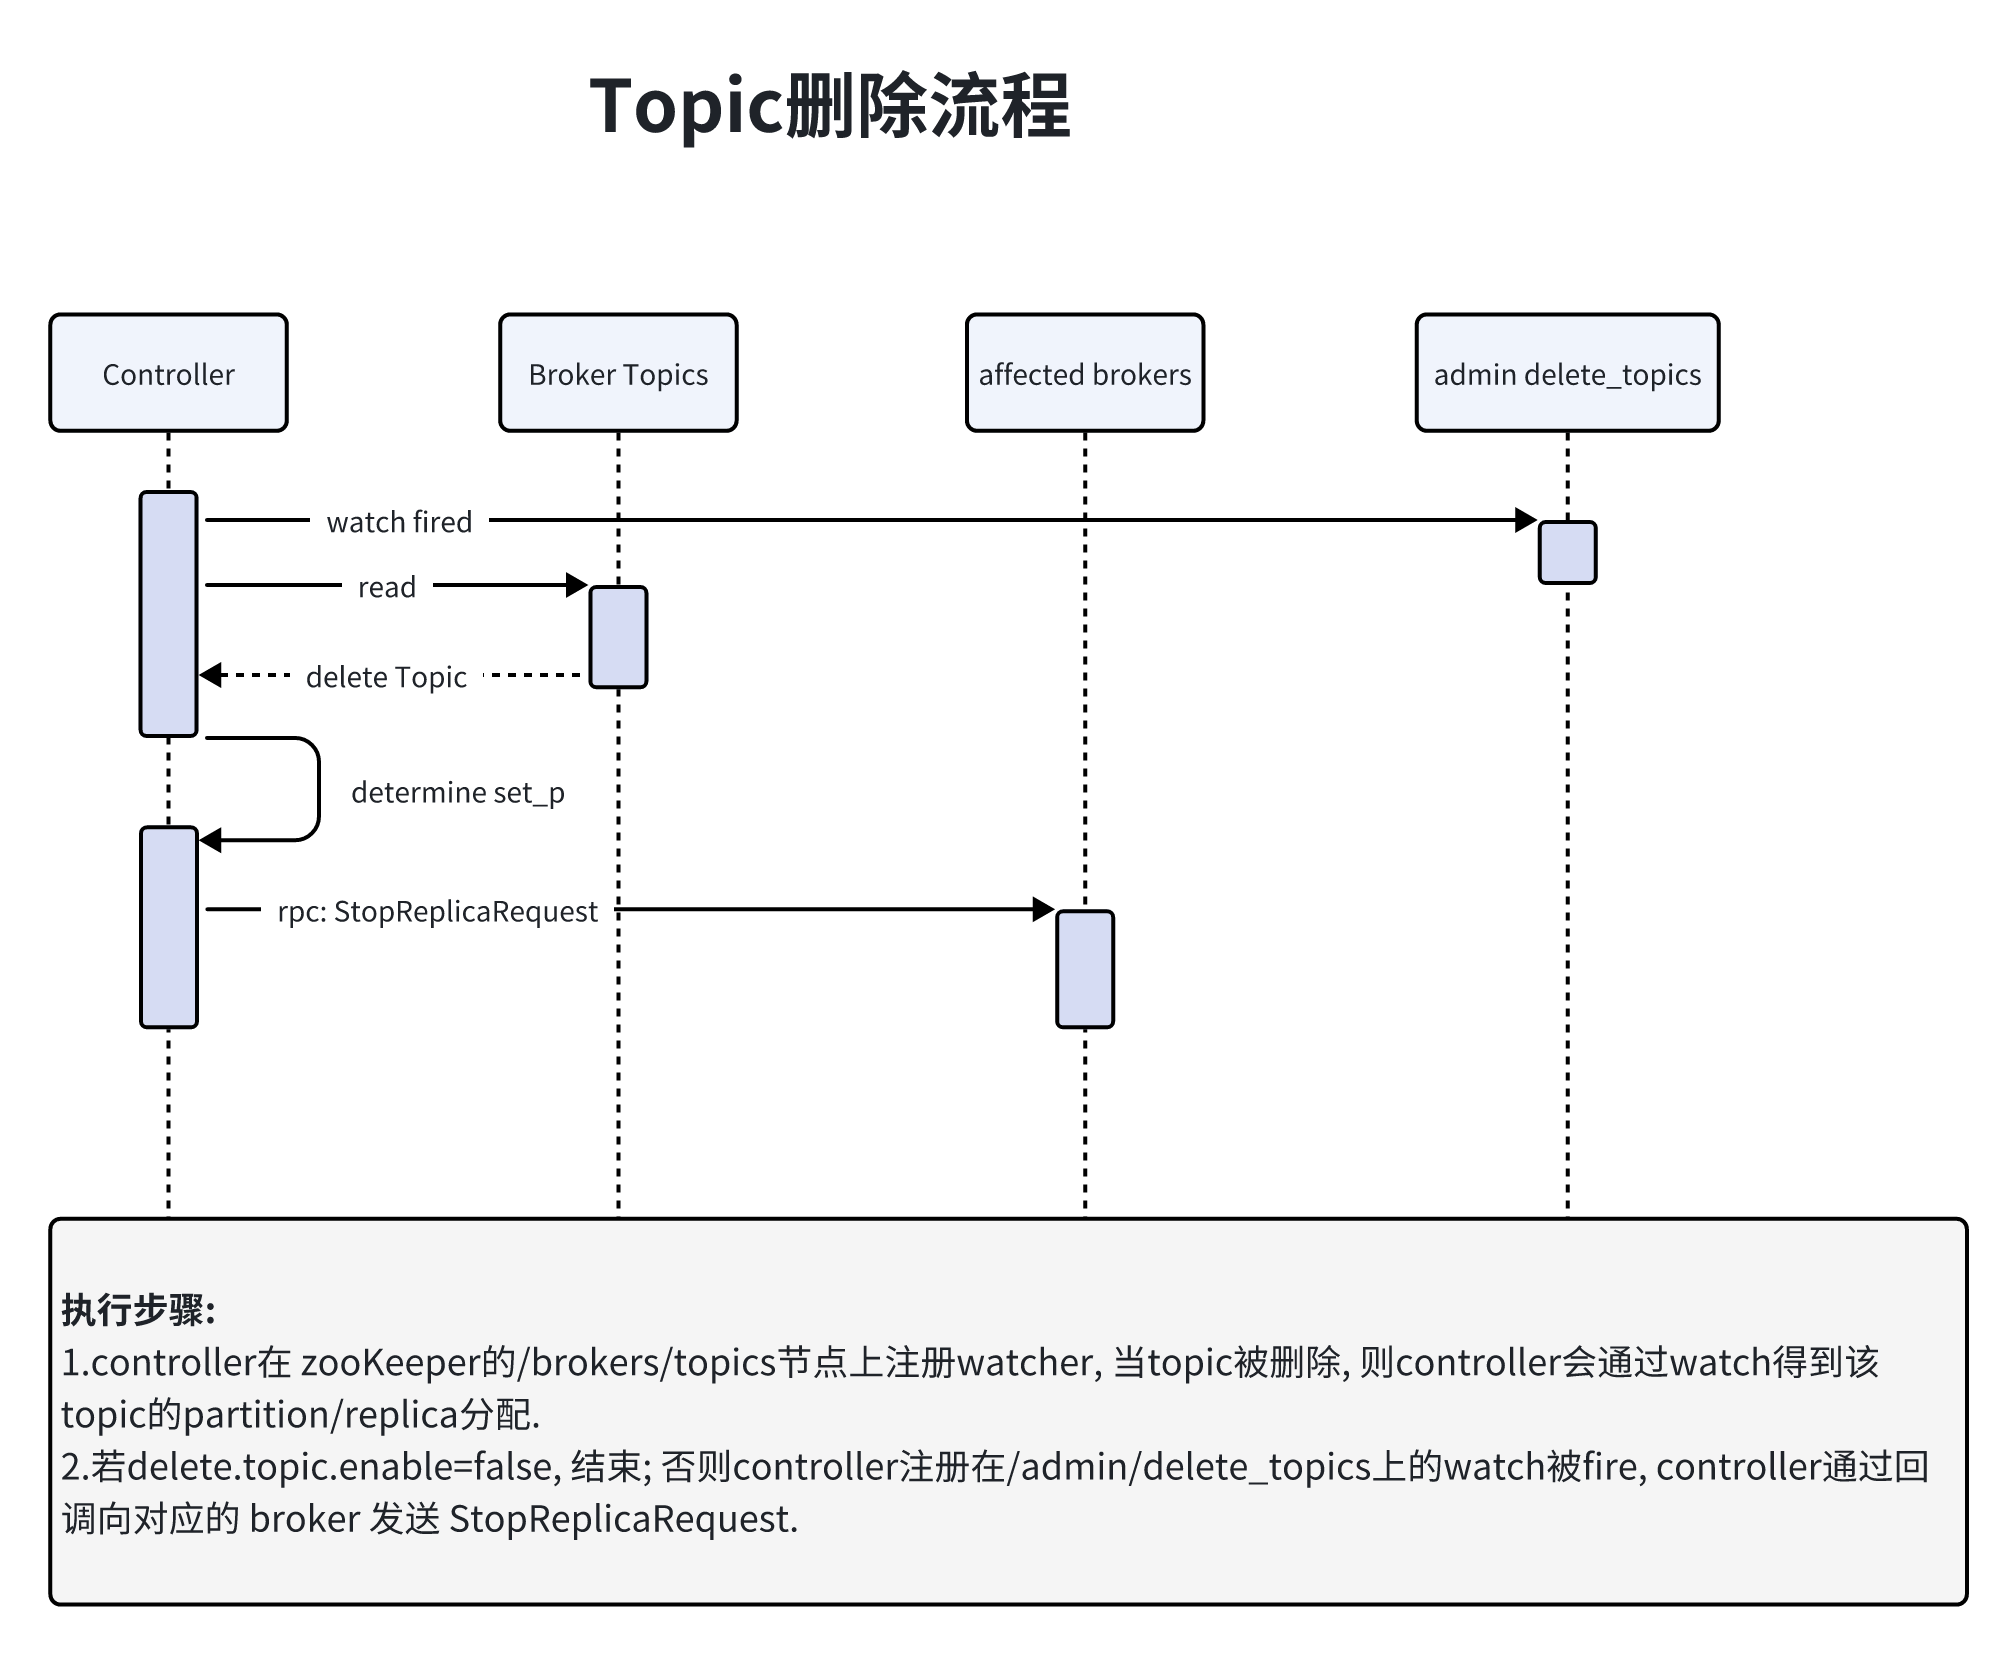 Topic删除流程
Controller
Broker Topics
affected brokers
admin delete_topics
watch fired
read
delete Topic
determine set_p
rpc: StopReplicaRequest
执行步骤:
1.controller在 zooKeeper的/brokers/topics节点上注册watcher, 当topic被删除, 则controller会通过watch得到该
topic的partition/replica分配.
2.若delete.topic.enable=false, 结束; 否则controller注册在/admin/delete_topics上的watch被fire, controller通过回
调向对应的 broker 发送 StopReplicaRequest.